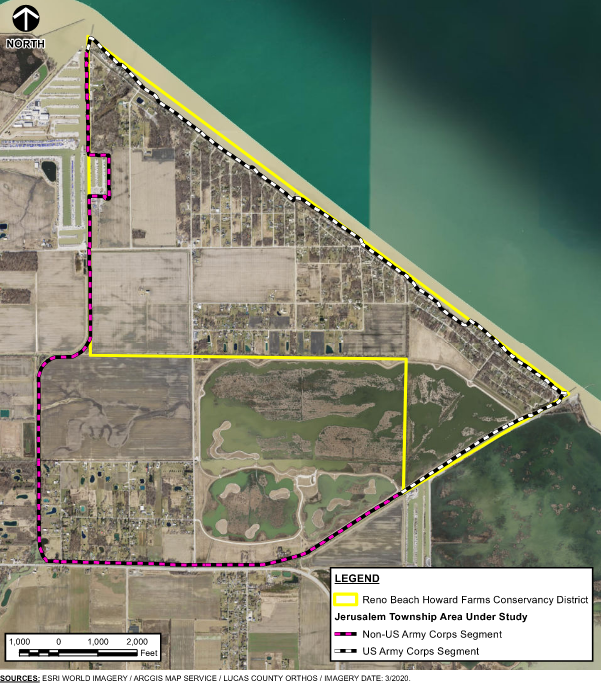 NORTH
LEGEND
Reno Beach Howard Farms Conservancy District
Jerusalem Township Area Under Study
Non-US Army Corps Segment
US Army Corps Segment
1,000 0 1,000 2,000
Feet
SOURCES: ESRI WORLD IMAGERY / ARCGIS MAP SERVICE / LUCAS COUNTY ORTHOS / IMAGERY DATE: 3/2020.